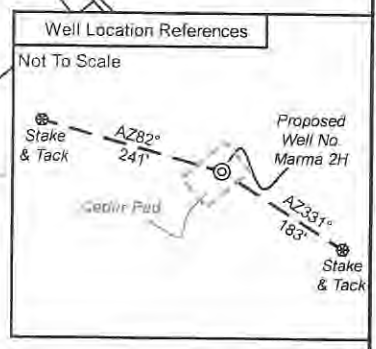 Well Location References
Not To Scale
Stake
& Tack
AZ82°
241'
Proposed
Well No.
Marma 2H
Cellar Pad
AZ331°
183'
Stake
& Tack